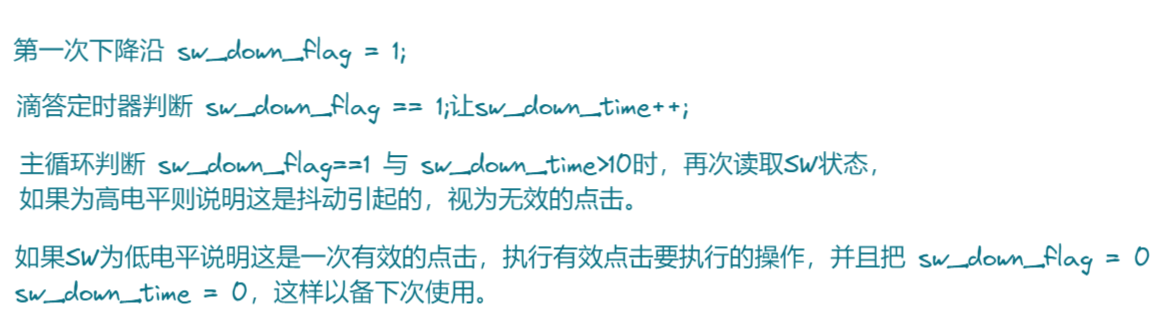 第一次下降沿 sw_down_flag = 1;
滴答定时器判断 sw_down_flag == 1;让sw_down_time++;
主循环判断 sw_down_flag==1 与 sw_down_time>10时，再次读取SW状态，
如果为高电平则说明这是抖动引起的，视为无效的点击。
如果SW为低电平说明这是一次有效的点击，执行有效点击要执行的操作，并且把 sw_down_flag = 0
sw_down_time = 0，这样以备下次使用。